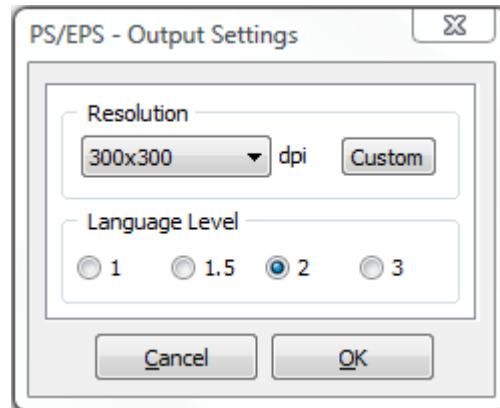 PS/EPS - Output Settings
Resolution
300x300 dpi Custom
Language Level
1 1.5 2 3
Cancel OK